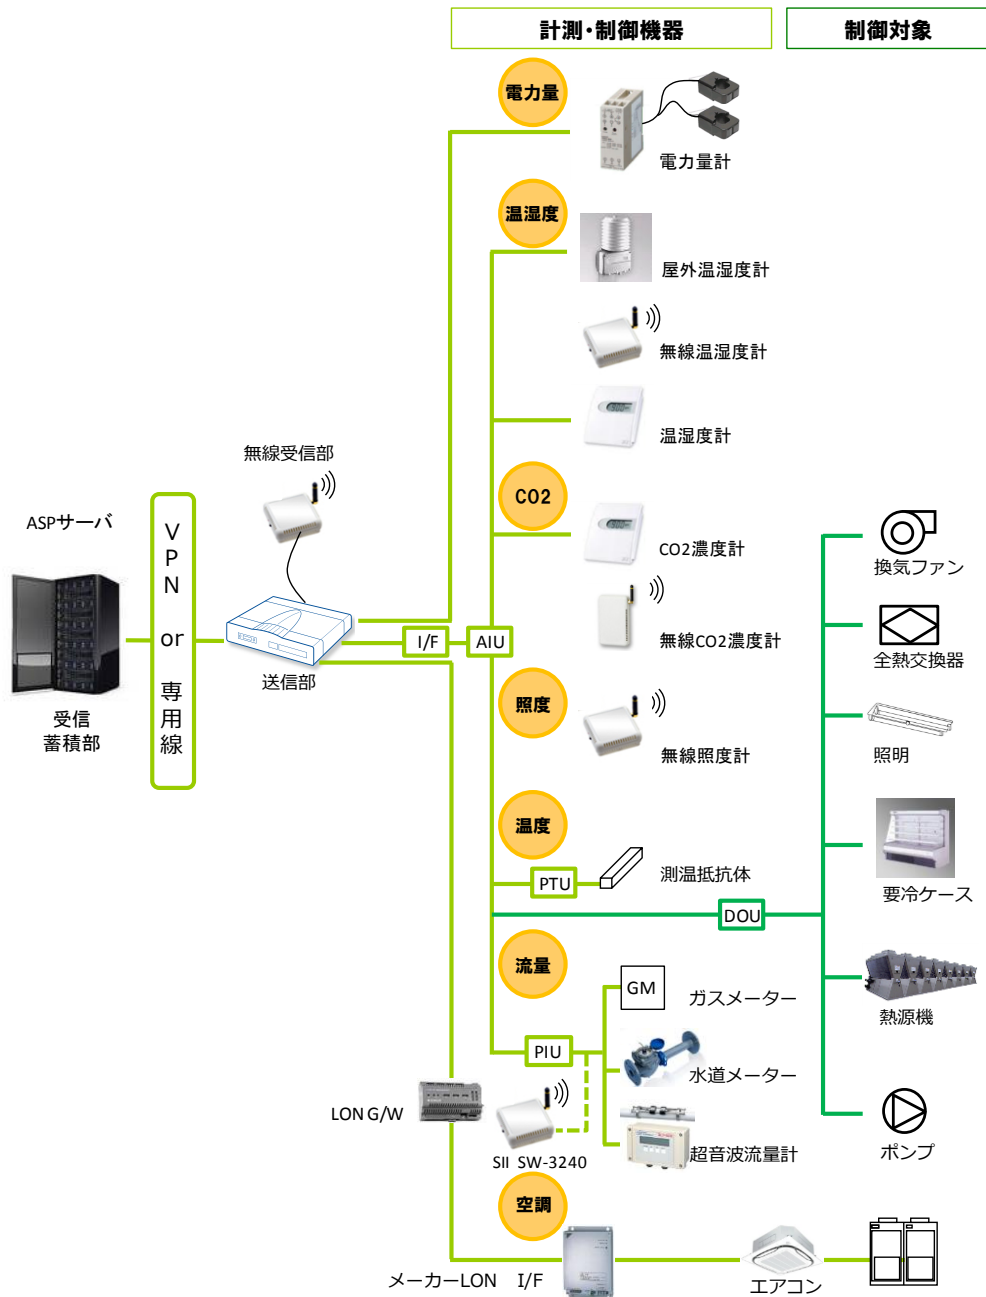 計測・制御機器
制御対象
電力量
電力量計
温湿度
屋外温湿度計
無線温湿度計
温湿度計
無線受信部
CO2
CO2濃度計
無線CO2濃度計
ASPサーバ
VPN or 専用線
受信
蓄積部
送信部
I/F
AIU
照度
無線照度計
温度
PTU
測温抵抗体
DOU
流量
GM
ガスメーター
PIU
水道メーター
LON G/W
SII SW-3240
超音波流量計
空調
メーカーLON I/F
エアコン
換気ファン
全熱交換器
照明
要冷ケース
熱源機
ポンプ